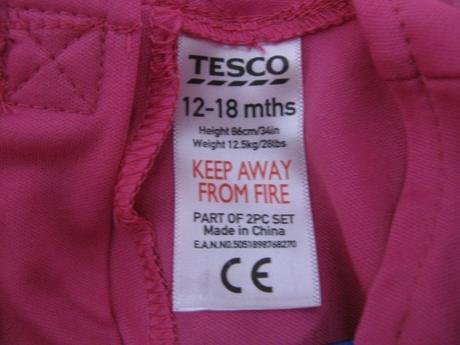 TESCO
12-18 mths
Height 86cm/34in
Weight 12.5kg/28lbs
KEEP AWAY
FROM FIRE
PART OF 2PC SET
Made in China
E.A.N.NO.5051898768270
CE